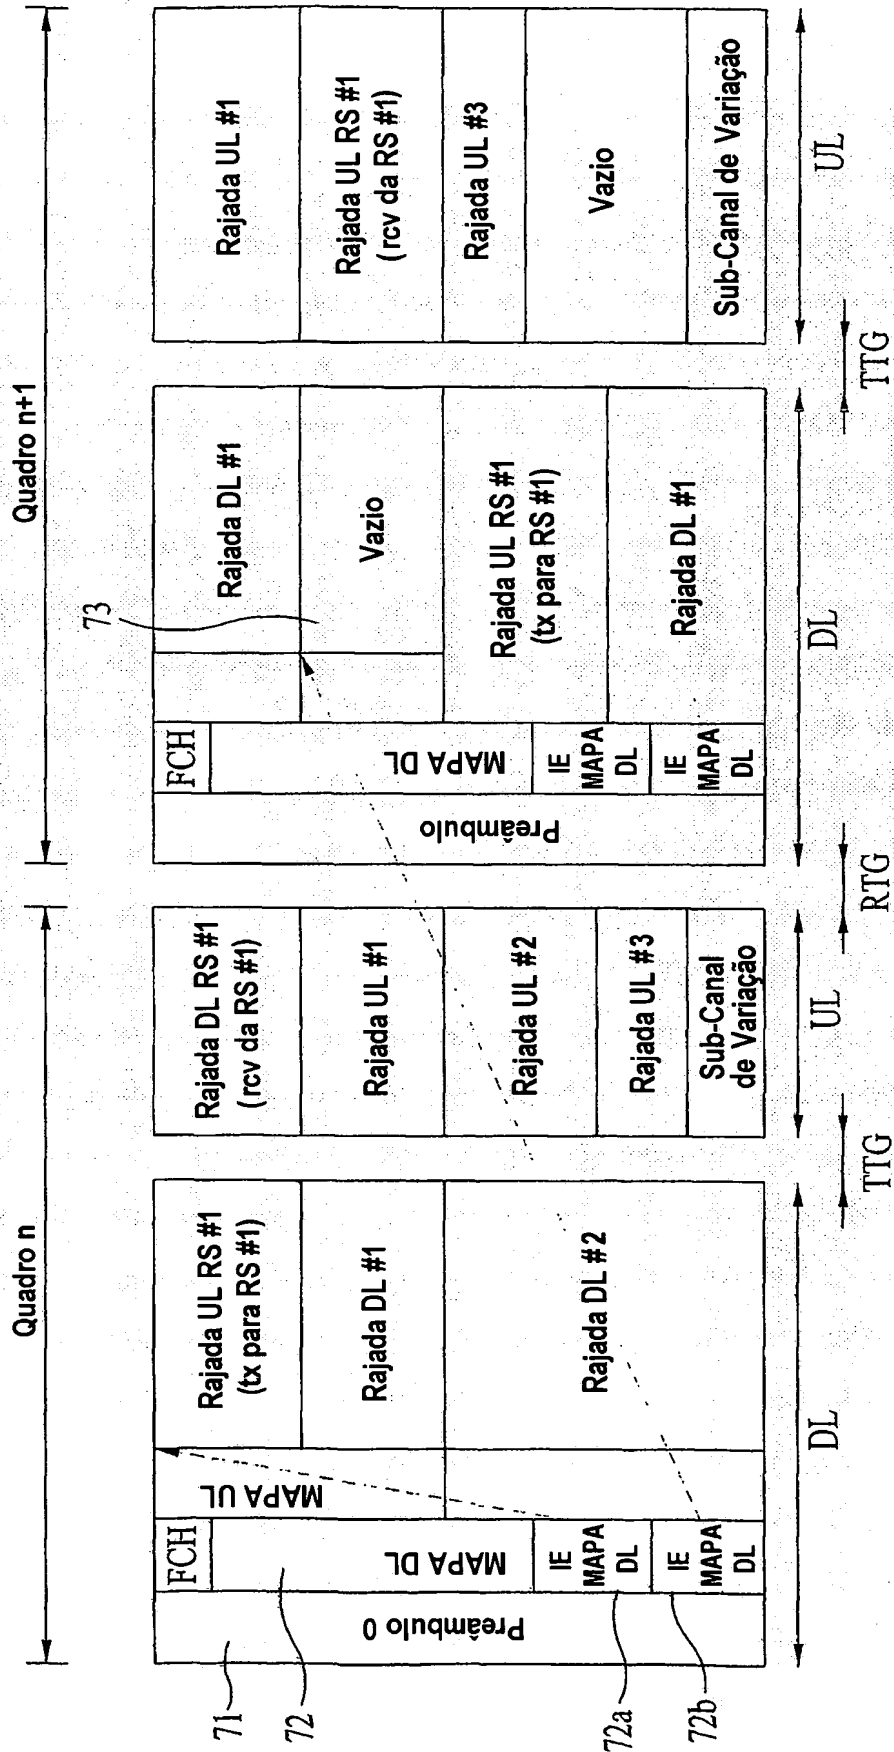 Quadro n
Quadro n+1
Preâmbulo 0
FCH
MAPA DL
IE
MAPA
DL
IE
MAPA
DL
MAPA UL
Rajada UL RS #1
(tx para RS #1)
Rajada DL #1
Rajada DL #2
Rajada DL RS #1
(rcv da RS #1)
Rajada UL #1
Rajada UL #2
Rajada UL #3
Sub-Canal
de Variação
Preâmbulo
FCH
MAPA DL
IE
MAPA
DL
IE
MAPA
DL
Rajada DL #1
Vazio
Rajada UL RS #1
(tx para RS #1)
Rajada DL #1
Rajada UL #1
Rajada UL RS #1
(rcv da RS #1)
Rajada UL #3
Vazio
Sub-Canal de Variação
71
72
72a
72b
73
DL
TTG
UL
RTG
DL
TTG
UL